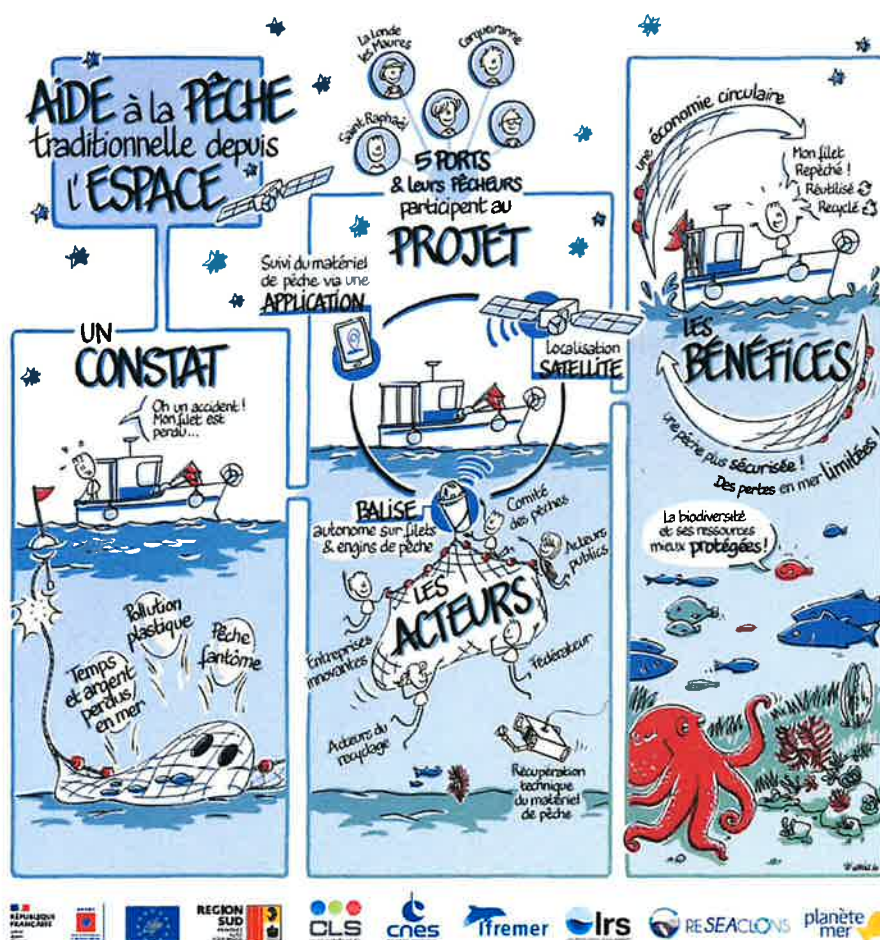 AIDE à la PÊCHE
traditionnelle depuis
l'ESPACE
La Londe
les Maures
Carqueiranne
Saint Raphaël
5 PORTS
& leurs PÊCHEURS
participent au
PROJET
UN
CONSTAT
Oh un accident !
Mon filet est
perdu...
Temps
et argent
perdus
en mer
Pollution
plastique
Pêche
fantôme
Suivi du matériel
de pêche via une
APPLICATION
Localisation
SATELLITE
BALISE
autonome sur filets
& engins de pêche
LES
ACTEURS
Comité
des pêches
Acteurs
publics
Fédérateur
Entreprises
innovantes
Acteurs du
recyclage
Récupération
technique
du matériel
de pêche
une économie circulaire
Mon filet
Repêché !
Réutilisé
Recyclé
LES
BÉNÉFICES
une pêche plus sécurisée !
Des pertes en mer limitées !
La biodiversité
et ses ressources
mieux protégées !
RÉPUBLIQUE
FRANÇAISE
REGION
SUD
CLS
cnes
Ifremer
lrs
RESEACLONS
planète
mer